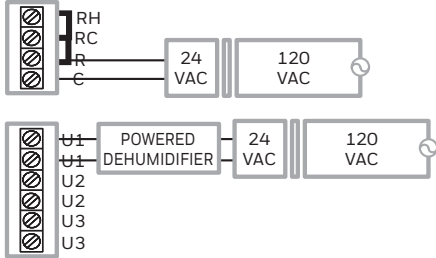 RH
RC
R
C
24
VAC
120
VAC
U1
U1
U2
U2
U3
U3
POWERED
DEHUMIDIFIER
24
VAC
120
VAC